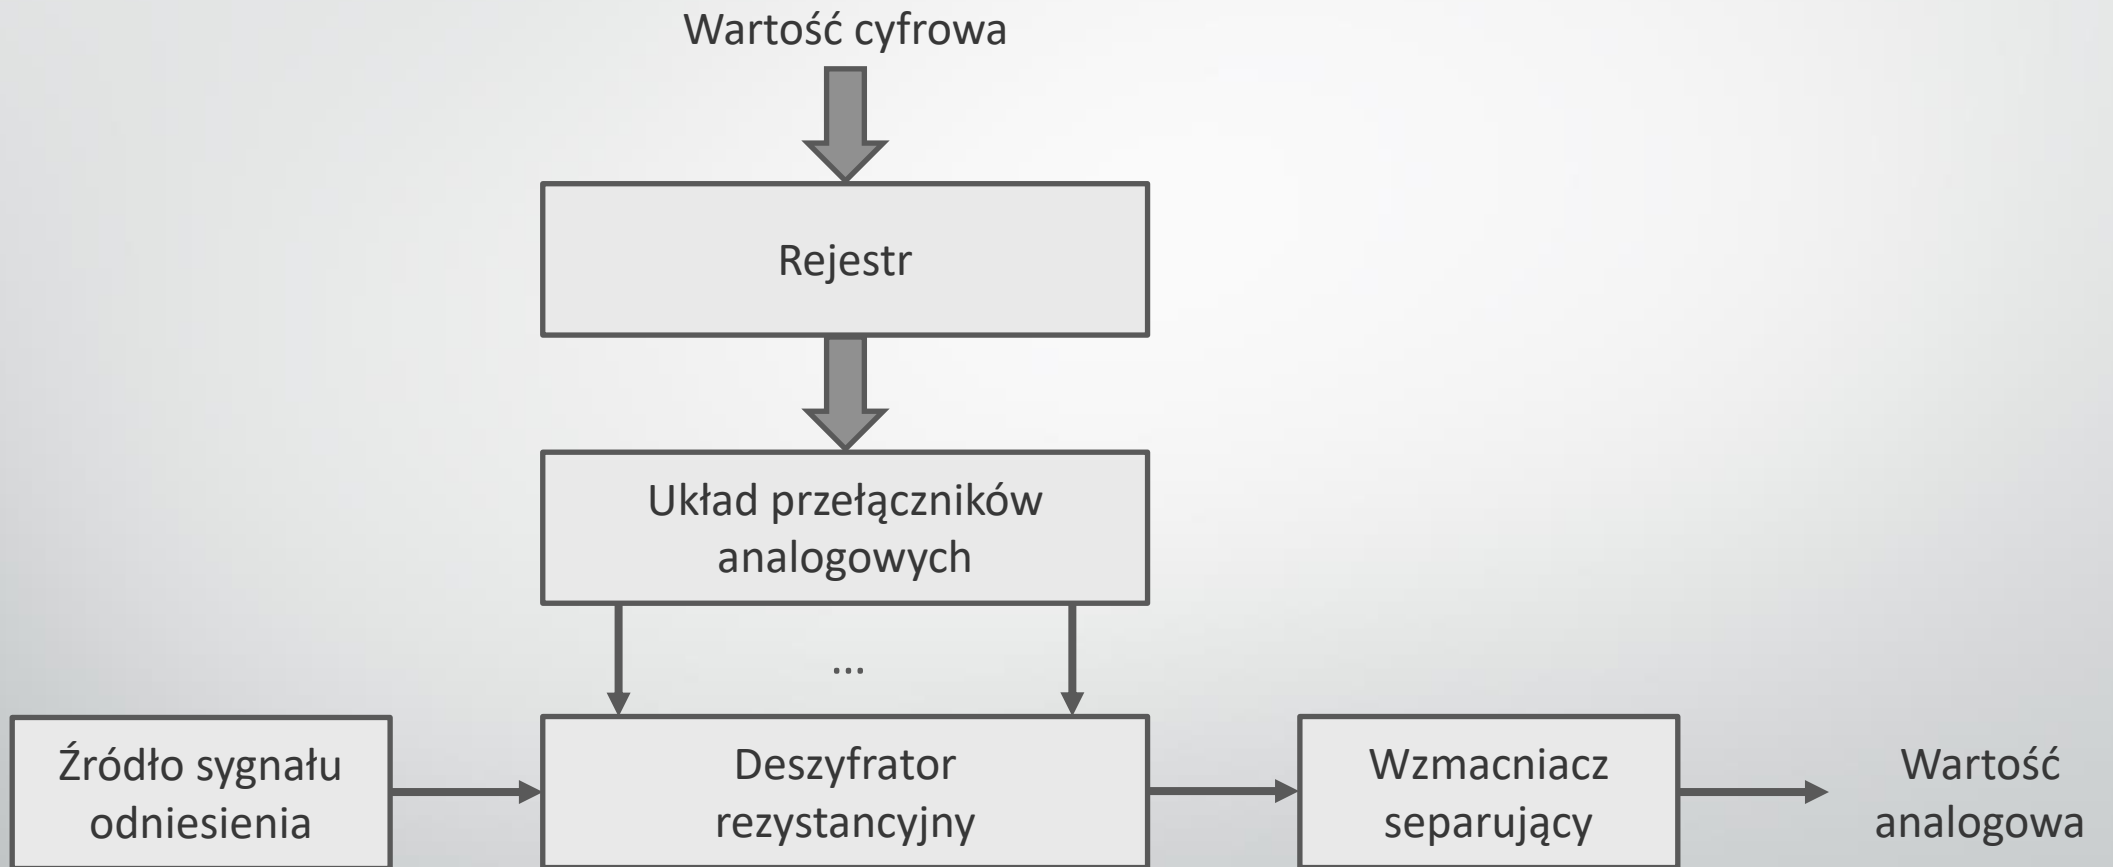 Wartość cyfrowa
Rejestr
Układ przełączników
analogowych
...
Źródło sygnału
odniesienia
Deszyfrator
rezystancyjny
Wzmacniacz
separujący
Wartość
analogowa